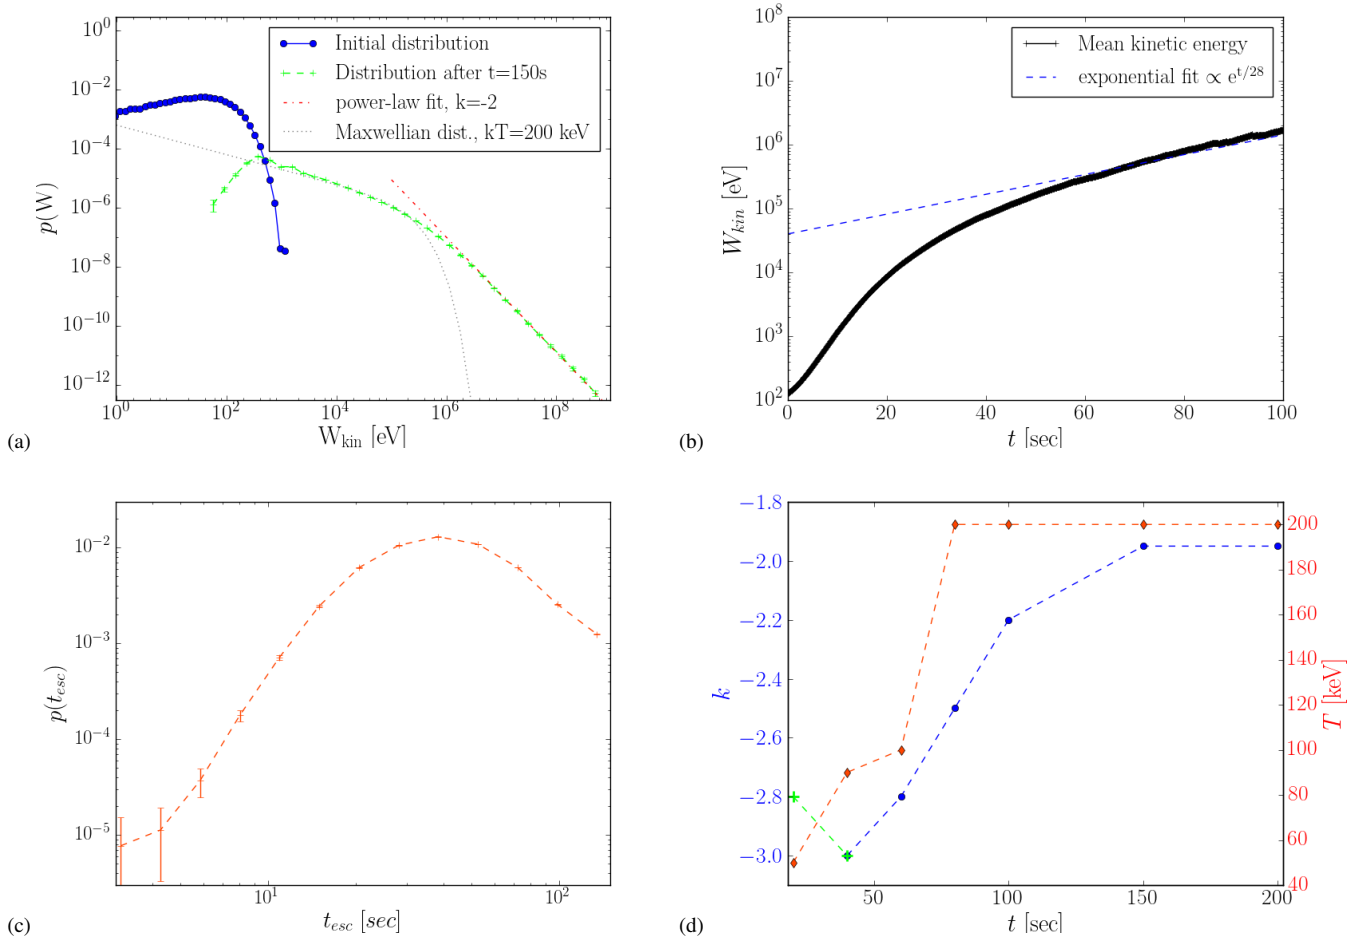 10^0
10^-2
10^-4
10^-6
10^-8
10^-10
10^-12
p(W)
Initial distribution
Distribution after t=150s
power-law fit, k=-2
Maxwellian dist., kT=200 keV
10^0 10^2 10^4 10^6 10^8
W_kin [eV]
(a)
10^8
10^7
10^6
10^5
10^4
10^3
10^2
W_kin [eV]
Mean kinetic energy
exponential fit ∝ e^t/28
0 20 40 60 80 100
t [sec]
(b)
10^-2
10^-3
10^-4
10^-5
p(t_esc)
10^1 10^2
t_esc [sec]
(c)
−1.8
−2.0
−2.2
−2.4
−2.6
−2.8
−3.0
k
200
180
160
140
120
100
80
60
40
T [keV]
50 100 150 200
t [sec]
(d)